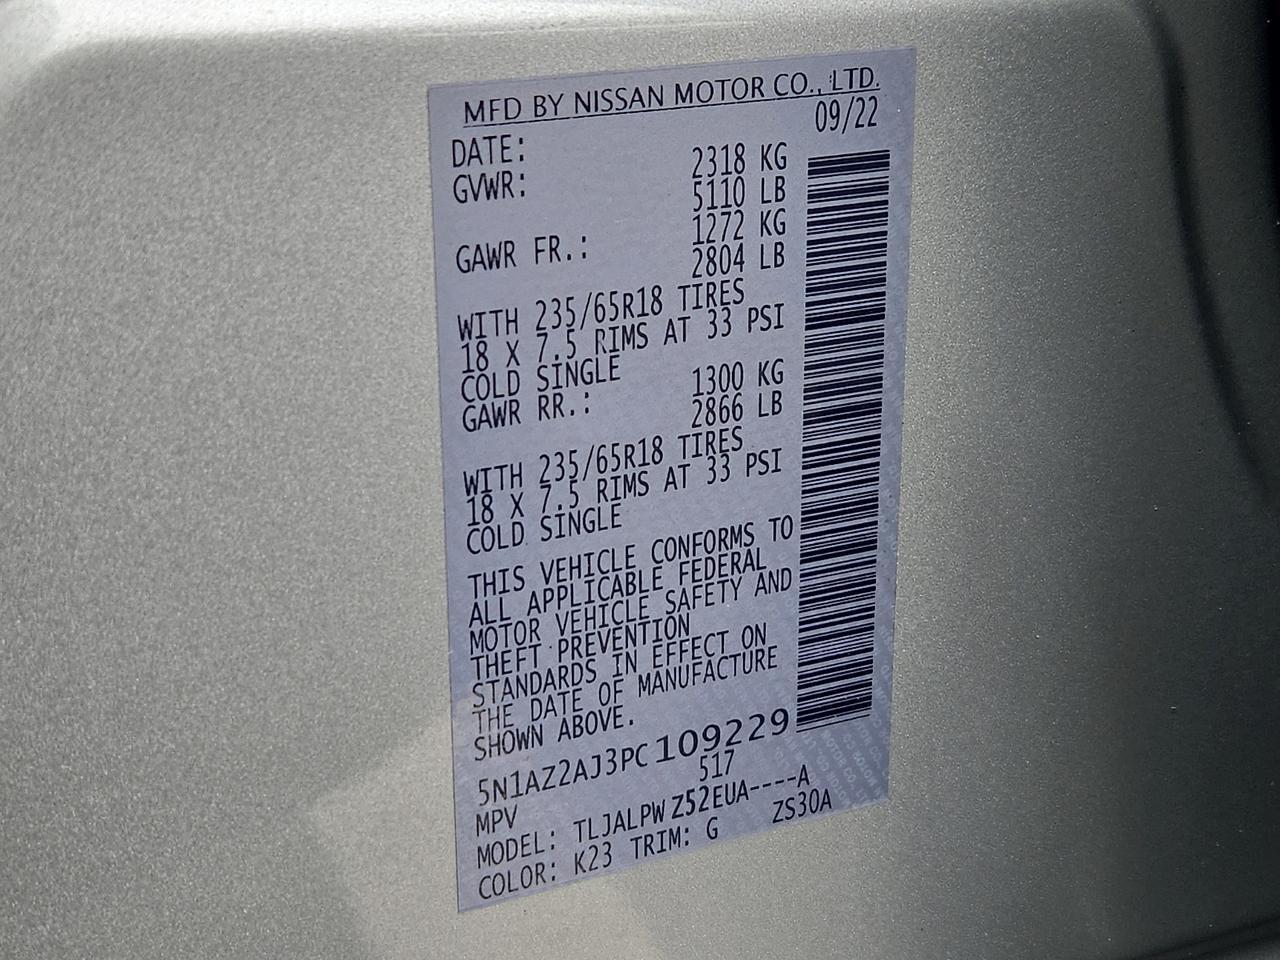 MFD BY NISSAN MOTOR CO., LTD.
DATE: 09/22
GVWR: 2318 KG
5110 LB
GAWR FR.: 1272 KG
2804 LB
WITH 235/65R18 TIRES
18 X 7.5 RIMS AT 33 PSI
COLD SINGLE
GAWR RR.: 1300 KG
2866 LB
WITH 235/65R18 TIRES
18 X 7.5 RIMS AT 33 PSI
COLD SINGLE
THIS VEHICLE CONFORMS TO
ALL APPLICABLE FEDERAL
MOTOR VEHICLE SAFETY AND
THEFT PREVENTION
STANDARDS IN EFFECT ON
THE DATE OF MANUFACTURE
SHOWN ABOVE.
5N1AZ2AJ3PC109229
MPV 517
MODEL: TLJALPWZ52EUA----A
COLOR: K23 TRIM: G ZS30A